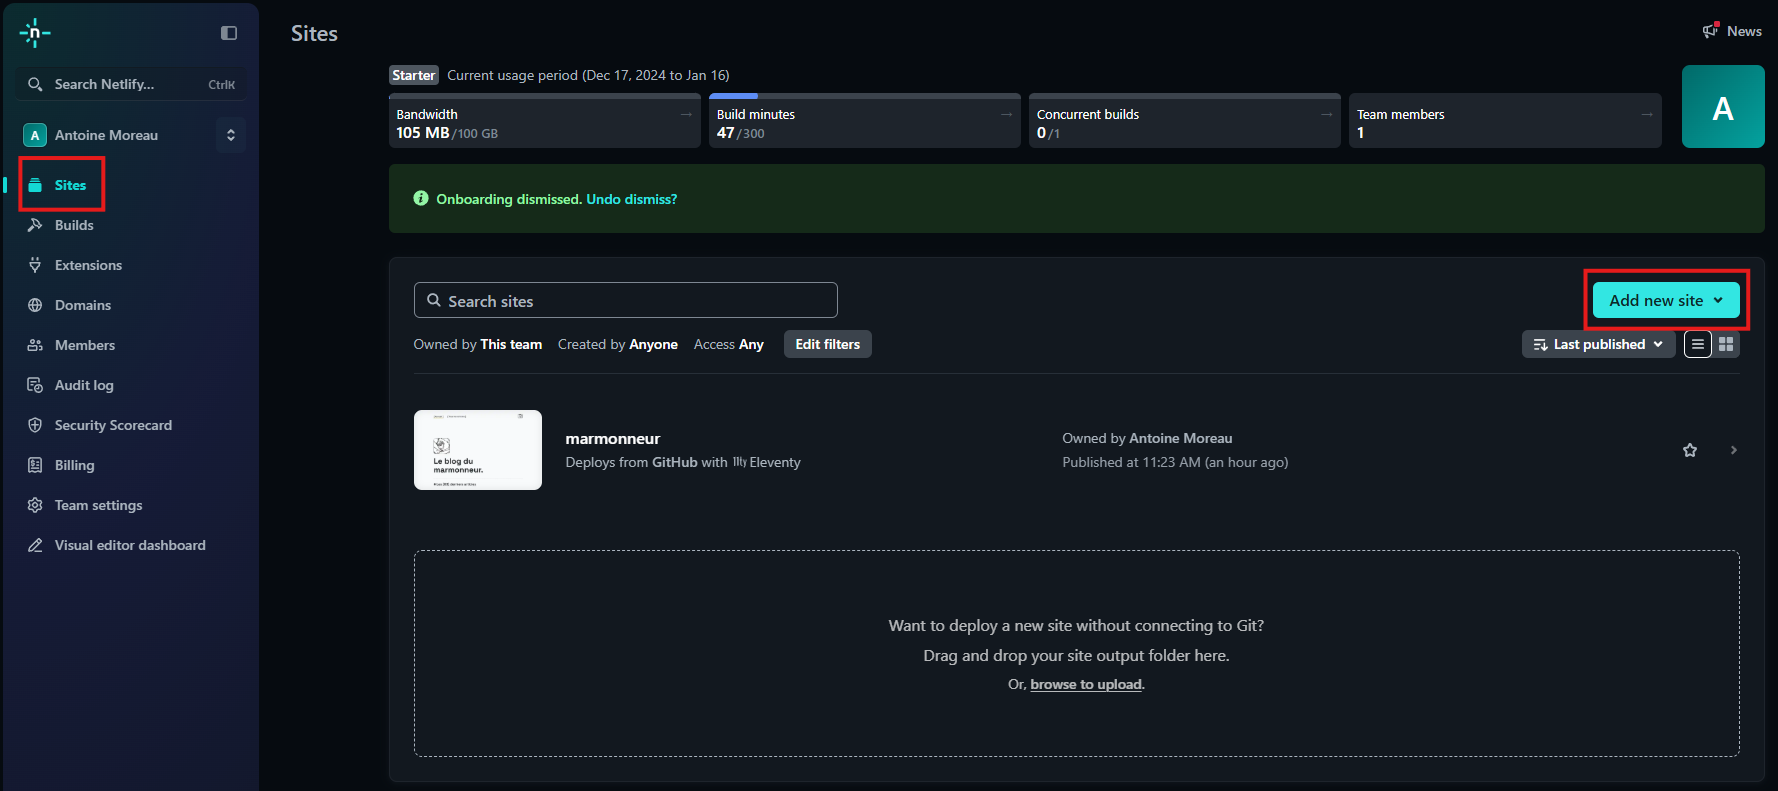 n
Search Netlify...
CtrlK
A
Antoine Moreau
Sites
Builds
Extensions
Domains
Members
Audit log
Security Scorecard
Billing
Team settings
Visual editor dashboard
Sites
News
Starter Current usage period (Dec 17, 2024 to Jan 16)
Bandwidth
105 MB/100 GB
Build minutes
47/300
Concurrent builds
0/1
Team members
1
A
Onboarding dismissed. Undo dismiss?
Search sites
Add new site
Owned by This team Created by Anyone Access Any Edit filters
Last published
Le blog du
marmonneur.
marmonneur
Deploys from GitHub with 11ty Eleventy
Owned by Antoine Moreau
Published at 11:23 AM (an hour ago)
Want to deploy a new site without connecting to Git?
Drag and drop your site output folder here.
Or, browse to upload.